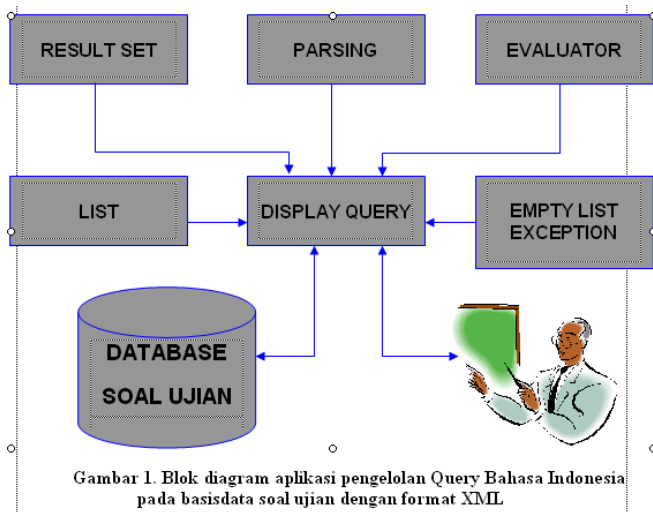 RESULT SET
PARSING
EVALUATOR
LIST
DISPLAY QUERY
EMPTY LIST
EXCEPTION
DATABASE
SOAL UJIAN
Gambar 1. Blok diagram aplikasi pengelolan Query Bahasa Indonesia
pada basisdata soal ujian dengan format XML